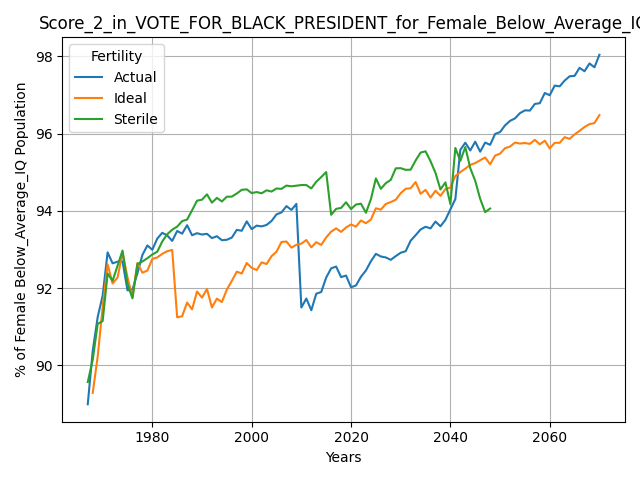 Score_2_in_VOTE_FOR_BLACK_PRESIDENT_for_Female_Below_Average_IQ
Fertility
Actual
Ideal
Sterile
98
96
94
92
90
% of Female Below_Average_IQ Population
1980
2000
2020
2040
2060
Years